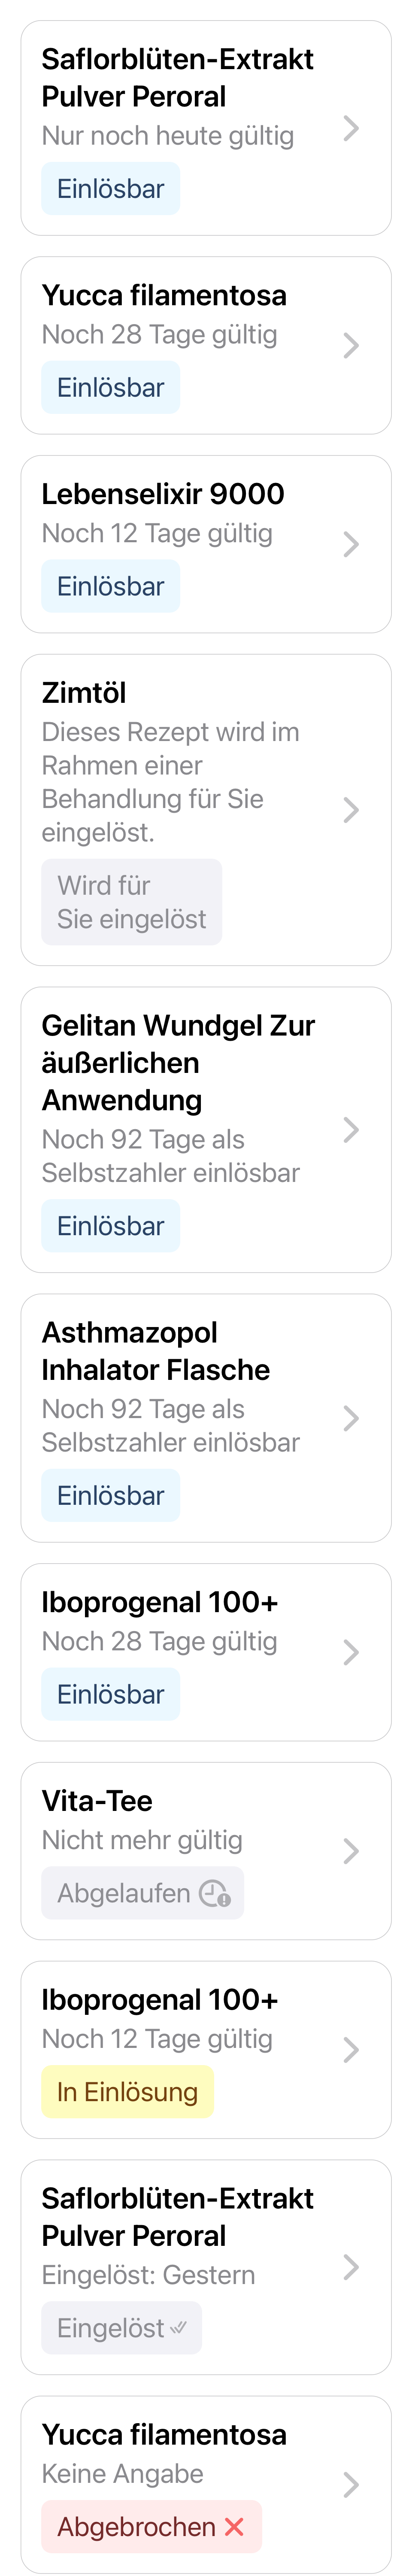 Saflorblüten-Extrakt
Pulver Peroral
Nur noch heute gültig
Einlösbar
Yucca filamentosa
Noch 28 Tage gültig
Einlösbar
Lebenselixir 9000
Noch 12 Tage gültig
Einlösbar
Zimtöl
Dieses Rezept wird im
Rahmen einer
Behandlung für Sie
eingelöst.
Wird für
Sie eingelöst
Gelitan Wundgel Zur
äußerlichen
Anwendung
Noch 92 Tage als
Selbstzahler einlösbar
Einlösbar
Asthmazopol
Inhalator Flasche
Noch 92 Tage als
Selbstzahler einlösbar
Einlösbar
Iboprogenal 100+
Noch 28 Tage gültig
Einlösbar
Vita-Tee
Nicht mehr gültig
Abgelaufen
Iboprogenal 100+
Noch 12 Tage gültig
In Einlösung
Saflorblüten-Extrakt
Pulver Peroral
Eingelöst: Gestern
Eingelöst
Yucca filamentosa
Keine Angabe
Abgebrochen